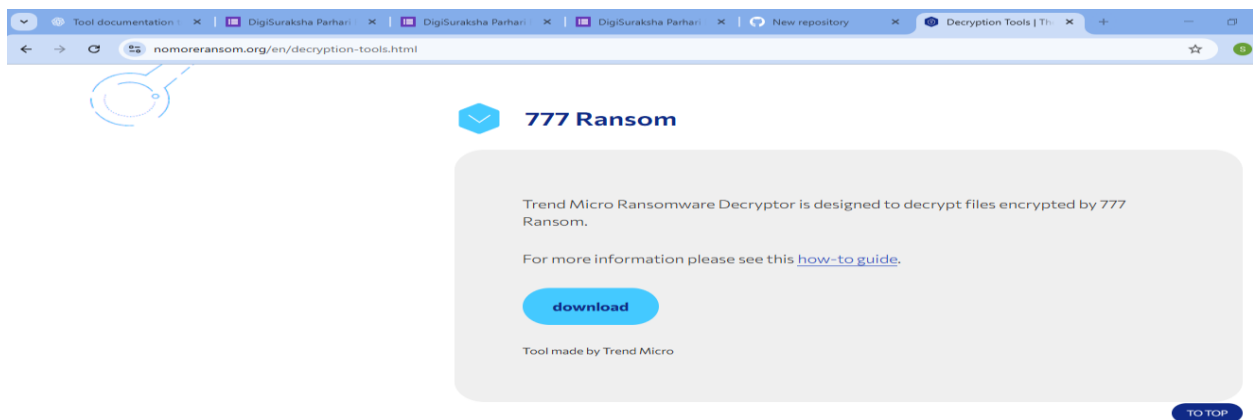 Tool documentation t
DigiSuraksha Parhari
DigiSuraksha Parhari
DigiSuraksha Parhari
New repository
Decryption Tools | Th
nomoreransom.org/en/decryption-tools.html
S
777 Ransom
Trend Micro Ransomware Decryptor is designed to decrypt files encrypted by 777
Ransom.
For more information please see this how-to guide.
download
Tool made by Trend Micro
TO TOP